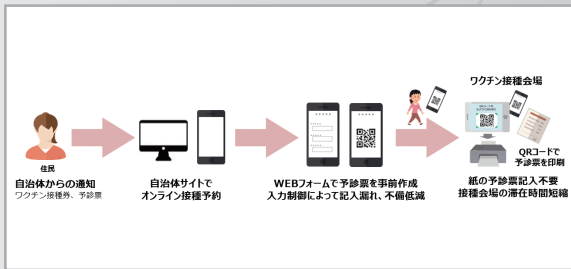 住民
自治体からの通知
ワクチン接種券、予診票
自治体サイトで
オンライン接種予約
WEBフォームで予診票を事前作成
入力制御によって記入漏れ、不備低減
ワクチン接種会場
QRコードで
予診票を印刷
紙の予診票記入不要
接種会場の滞在時間短縮